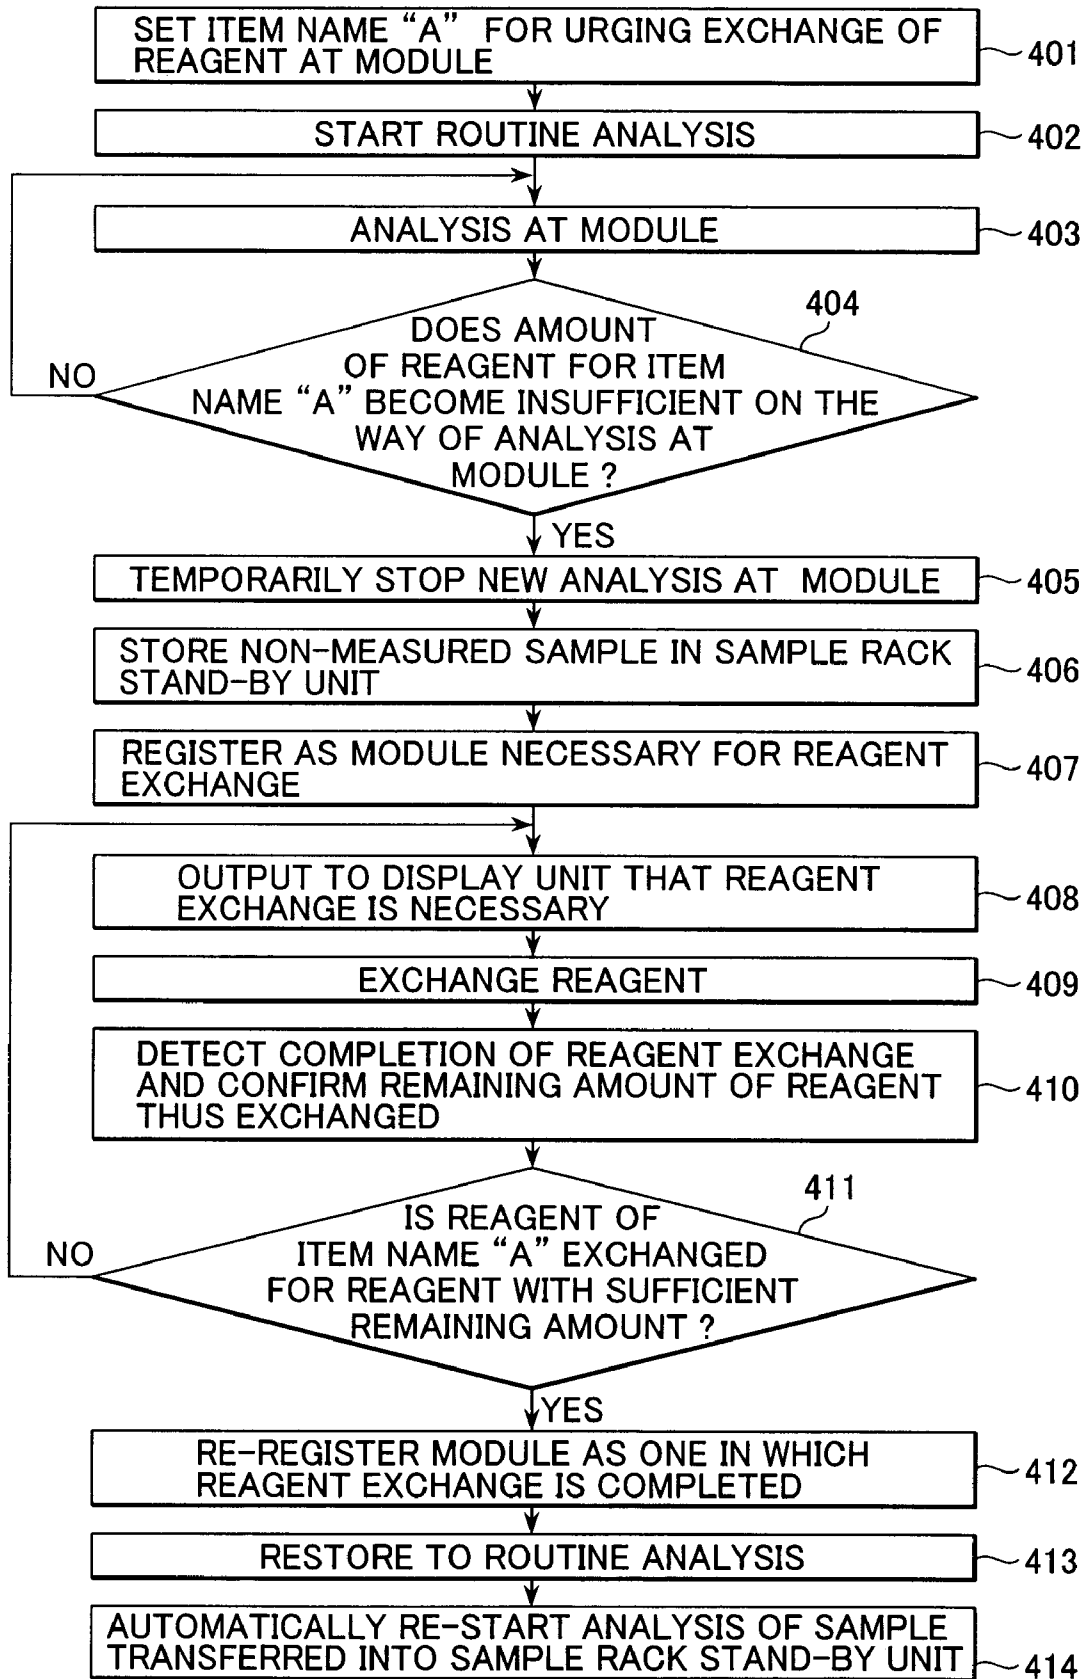 SET ITEM NAME “A” FOR URGING EXCHANGE OF
REAGENT AT MODULE
401
START ROUTINE ANALYSIS
402
ANALYSIS AT MODULE
403
404
DOES AMOUNT
OF REAGENT FOR ITEM
NAME “A” BECOME INSUFFICIENT ON THE
WAY OF ANALYSIS AT
MODULE ?
NO
YES
TEMPORARILY STOP NEW ANALYSIS AT MODULE
405
STORE NON-MEASURED SAMPLE IN SAMPLE RACK
STAND-BY UNIT
406
REGISTER AS MODULE NECESSARY FOR REAGENT
EXCHANGE
407
OUTPUT TO DISPLAY UNIT THAT REAGENT
EXCHANGE IS NECESSARY
408
EXCHANGE REAGENT
409
DETECT COMPLETION OF REAGENT EXCHANGE
AND CONFIRM REMAINING AMOUNT OF REAGENT
THUS EXCHANGED
410
411
IS REAGENT OF
ITEM NAME “A” EXCHANGED
FOR REAGENT WITH SUFFICIENT
REMAINING AMOUNT ?
NO
YES
RE-REGISTER MODULE AS ONE IN WHICH
REAGENT EXCHANGE IS COMPLETED
412
RESTORE TO ROUTINE ANALYSIS
413
AUTOMATICALLY RE-START ANALYSIS OF SAMPLE
TRANSFERRED INTO SAMPLE RACK STAND-BY UNIT
414